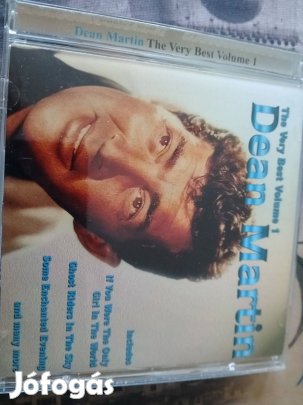 Dean Martin The Very Best Volume 1
The Very Best Volume 1
Dean Martin
includes
If You Were The Only
Girl In The World
Ghost Riders In The Sky
Some Enchanted Evening
and many more
Jófogás